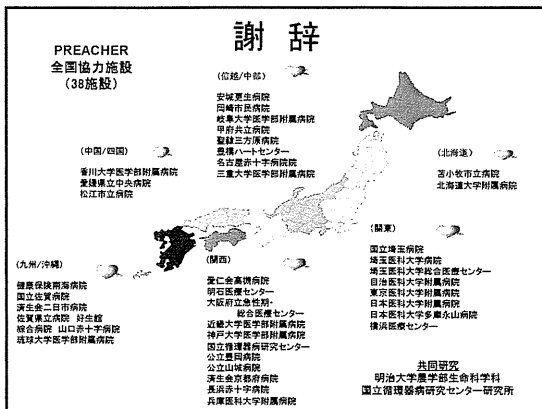 謝 辞
PREACHER
全国協力施設
(38施設)
(信越/中部)
安城更生病院
岡崎市民病院
岐阜大学医学部附属病院
甲府共立病院
聖隷三方原病院
豊橋ハートセンター
名古屋赤十字病院院
三重大学医学部附属病院
(中国/四国)
香川大学医学部附属病院
愛媛県立中央病院
松江市立病院
(北海道)
苫小牧市立病院
北海道大学附属病院
(関東)
国立埼玉病院
埼玉医科大学病院
埼玉医科大学総合医療センター
自治医科大学附属病院
東京医科大学附属病院
日本医科大学附属病院
日本医科大学多摩永山病院
横浜医療センター
(九州/沖縄)
健康保険南海病院
国立佐賀病院
済生会二日市病院
佐賀県立病院 好生館
綜合病院 山口赤十字病院
琉球大学医学部附属病院
(関西)
愛仁会高槻病院
明石医療センター
大阪府立急性期・
総合医療センター
近畿大学医学部附属病院
神戸大学医学部附属病院
国立循環器病研究センター
公立豊岡病院
公立山城病院
済生会京都府病院
長浜赤十字病院
兵庫医科大学附属病院
共同研究
明治大学農学部生命科学科
国立循環器病研究センター研究所